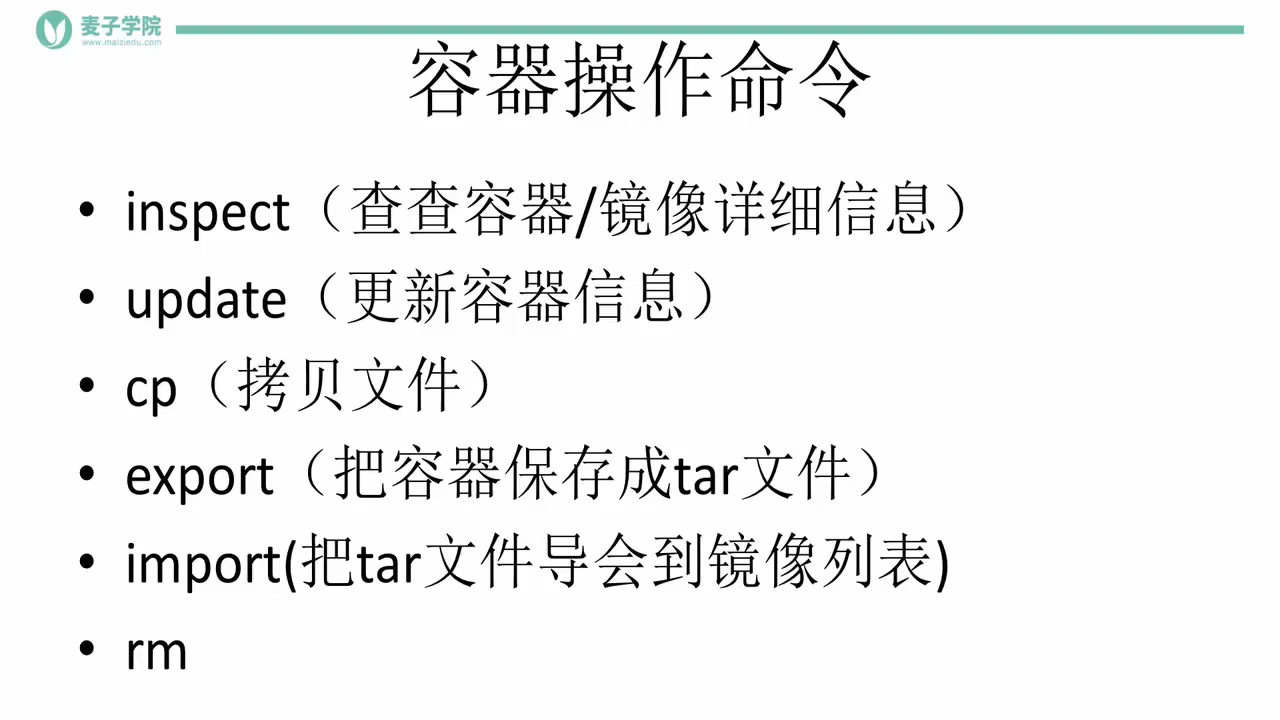 麦子学院
www.maiziedu.com
容器操作命令
• inspect（查查容器/镜像详细信息）
• update（更新容器信息）
• cp（拷贝文件）
• export（把容器保存成tar文件）
• import(把tar文件导会到镜像列表)
• rm